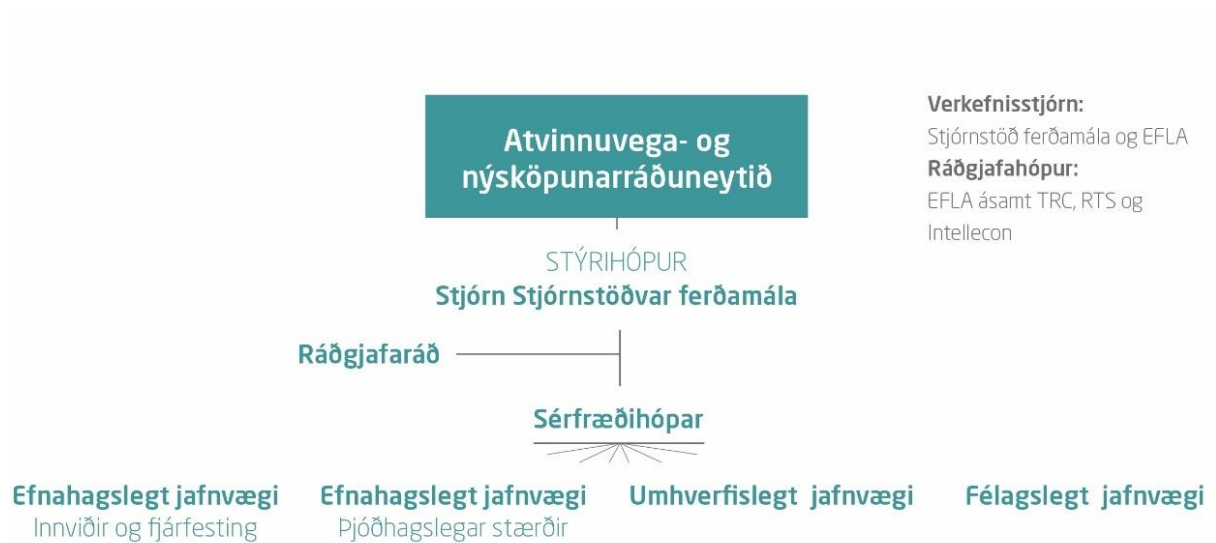 Atvinnuvega- og
nýsköpunarráðuneytið
Verkefnisstjórn:
Stjórnstöð ferðamála og EFLA
Ráðgjafahópur:
EFLA ásamt TRC, RTS og
Intellecon
STÝRIHÓPUR
Stjórn Stjórnstöðvar ferðamála
Ráðgjafaráð
Sérfræðihópar
Efnahagslegt jafnvægi
Innviðir og fjárfesting
Efnahagslegt jafnvægi
Þjóðhagslegar stærðir
Umhverfislegt jafnvægi
Félagslegt jafnvægi